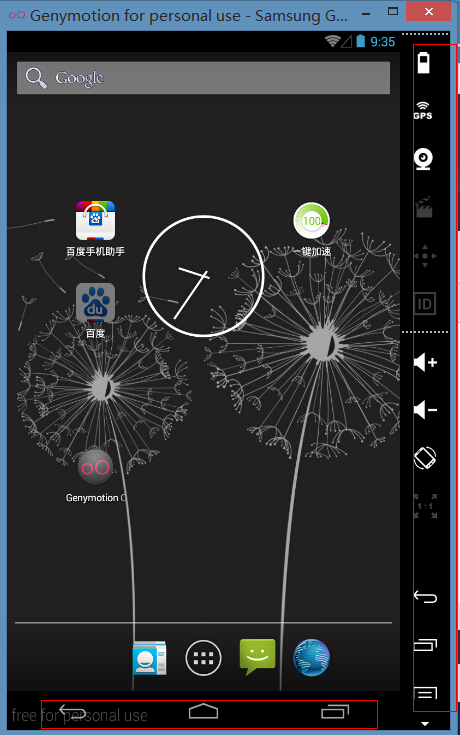 Genymotion for personal use - Samsung G...
9:35
Google
GPS
百度手机助手
100
一键加速
du
百度
ID
Genymotion C
1:1
free for personal use